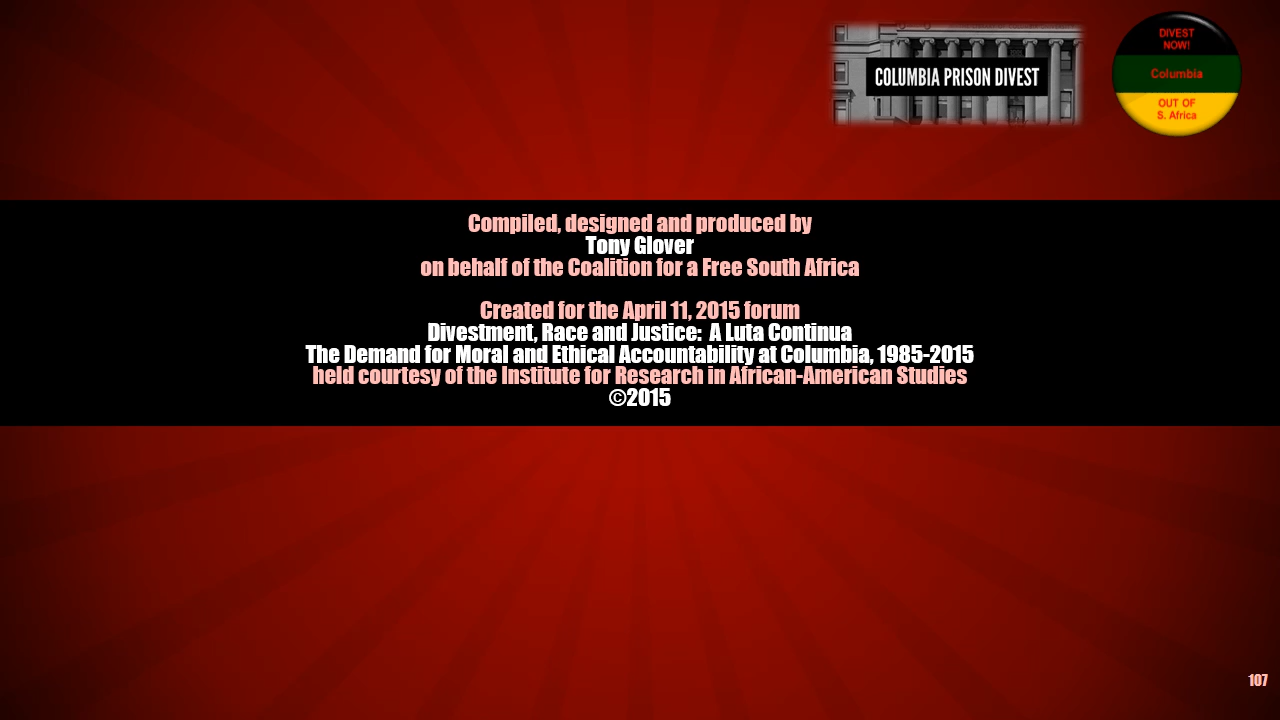 COLUMBIA PRISON DIVEST
DIVEST
NOW!
Columbia
OUT OF
S. Africa
Compiled, designed and produced by
Tony Glover
on behalf of the Coalition for a Free South Africa
Created for the April 11, 2015 forum
Divestment, Race and Justice:  A Luta Continua
The Demand for Moral and Ethical Accountability at Columbia, 1985-2015
held courtesy of the Institute for Research in African-American Studies
©2015
107